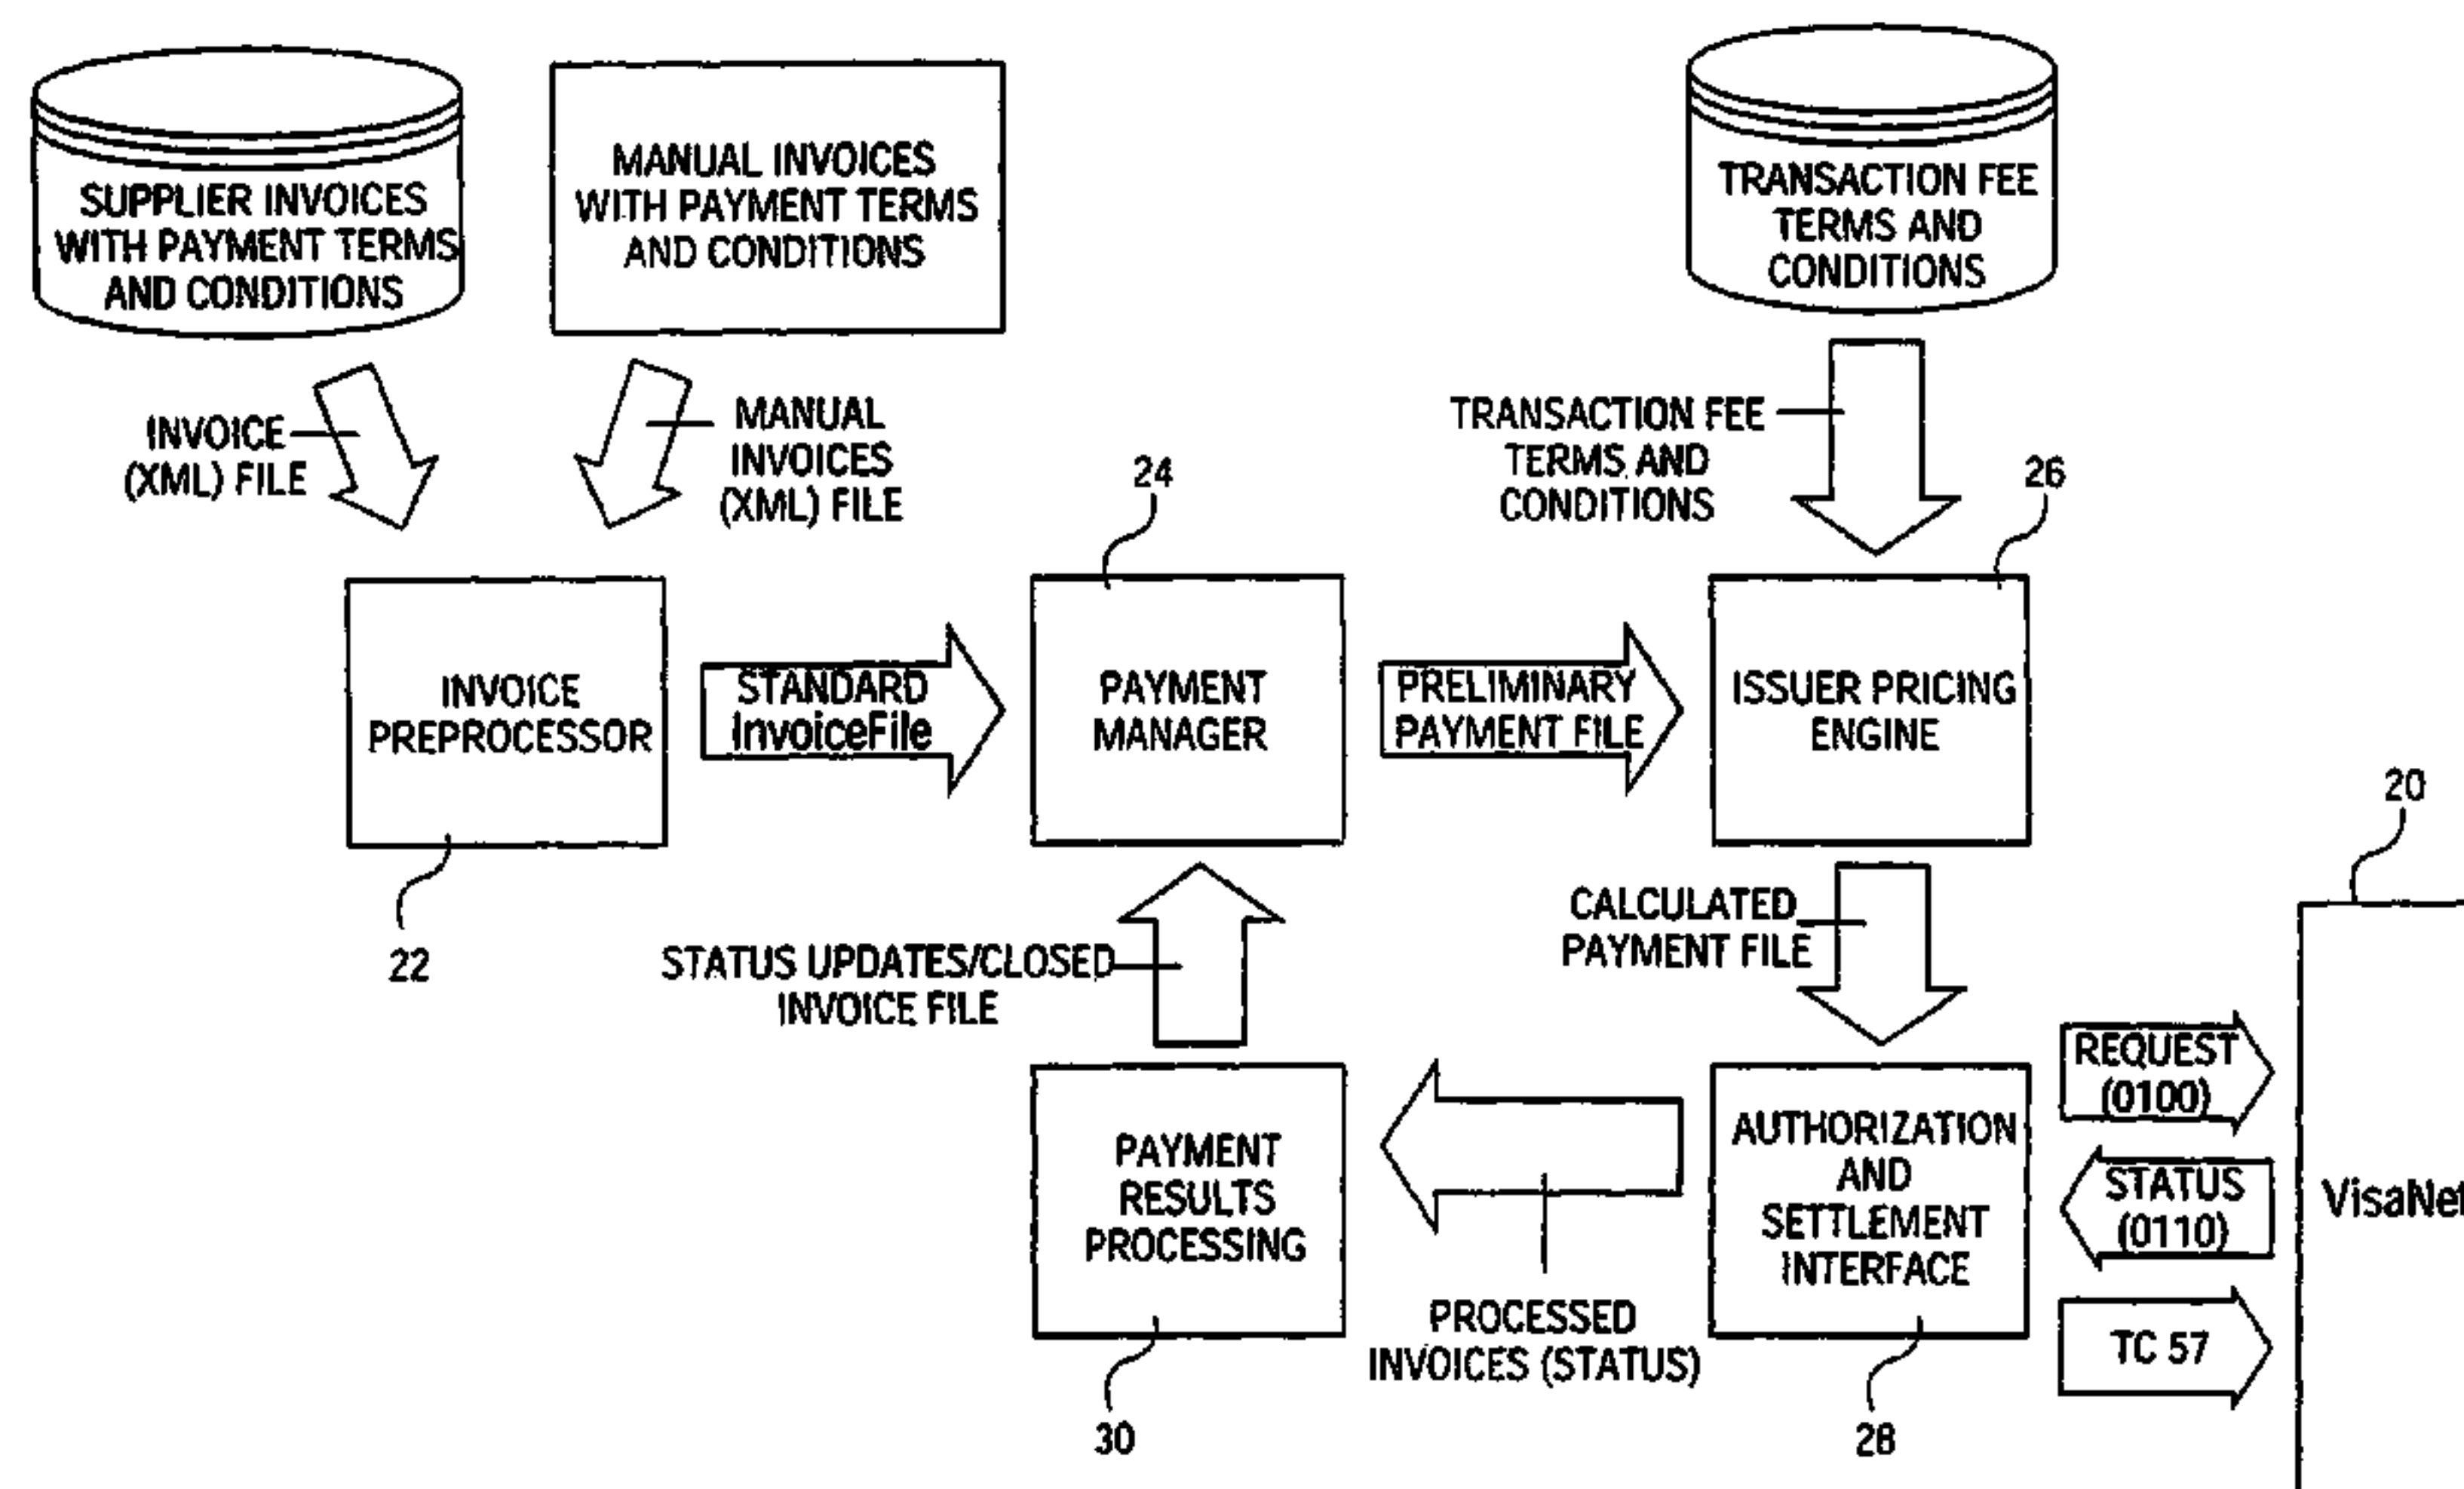 SUPPLIER INVOICES
WITH PAYMENT TERMS
AND CONDITIONS
MANUAL INVOICES
WITH PAYMENT TERMS
AND CONDITIONS
TRANSACTION FEE
TERMS AND
CONDITIONS
INVOICE
(XML) FILE
MANUAL
INVOICES
(XML) FILE
TRANSACTION FEE
TERMS AND
CONDITIONS
24
26
INVOICE
PREPROCESSOR
STANDARD
InvoiceFile
PAYMENT
MANAGER
PRELIMINARY
PAYMENT FILE
ISSUER PRICING
ENGINE
20
22
STATUS UPDATES/CLOSED
INVOICE FILE
CALCULATED
PAYMENT FILE
PAYMENT
RESULTS
PROCESSING
PROCESSED
INVOICES (STATUS)
AUTHORIZATION
AND
SETTLEMENT
INTERFACE
REQUEST
(0100)
STATUS
(0110)
TC 57
VisaNet
30
28